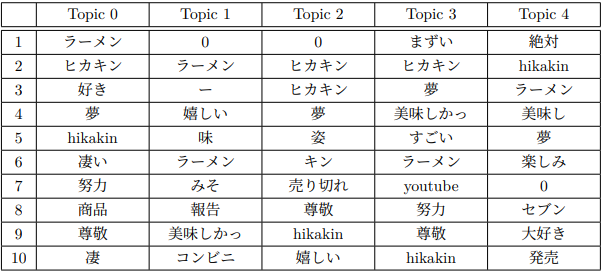 Topic 0 Topic 1 Topic 2 Topic 3 Topic 4
1 ラーメン 0 0 まずい 絶対
2 ヒカキン ラーメン ヒカキン ヒカキン hikakin
3 好き ー ヒカキン 夢 ラーメン
4 夢 嬉しい 夢 美味しかっ 美味し
5 hikakin 味 姿 すごい 夢
6 凄い ラーメン キン ラーメン 楽しみ
7 努力 みそ 売り切れ youtube 0
8 商品 報告 尊敬 努力 セブン
9 尊敬 美味しかっ hikakin 尊敬 大好き
10 凄 コンビニ 嬉しい hikakin 発売